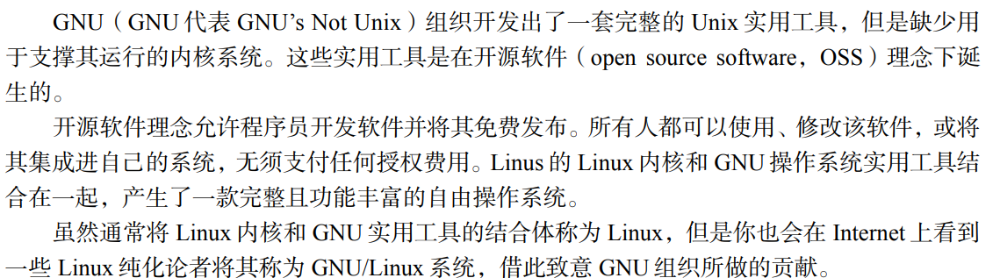 GNU（GNU 代表 GNU’s Not Unix）组织开发出了一套完整的 Unix 实用工具，但是缺少用
于支撑其运行的内核系统。这些实用工具是在开源软件（open source software，OSS）理念下诞
生的。
开源软件理念允许程序员开发软件并将其免费发布。所有人都可以使用、修改该软件，或将
其集成进自己的系统，无须支付任何授权费用。Linus 的 Linux 内核和 GNU 操作系统实用工具结
合在一起，产生了一款完整且功能丰富的自由操作系统。
虽然通常将 Linux 内核和 GNU 实用工具的结合体称为 Linux，但是你也会在 Internet 上看到
一些 Linux 纯化论者将其称为 GNU/Linux 系统，借此致意 GNU 组织所做的贡献。